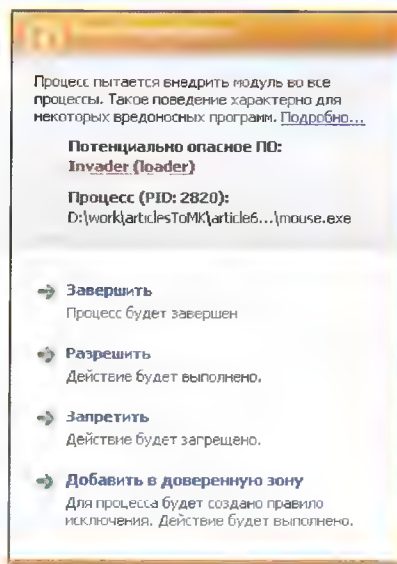 Процесс пытается внедрить модуль во все
процессы. Такое поведение характерно для
некоторых вредоносных программ. Подробно...
Потенциально опасное ПО:
Invader (loader)
Процесс (PID: 2820):
D:\work\articlesToMK\article6...\mouse.exe
Завершить
Процесс будет завершен
Разрешить
Действие будет выполнено.
Запретить
Действие будет запрещено.
Добавить в доверенную зону
Для процесса будет создано правило
исключения. Действие будет выполнено.